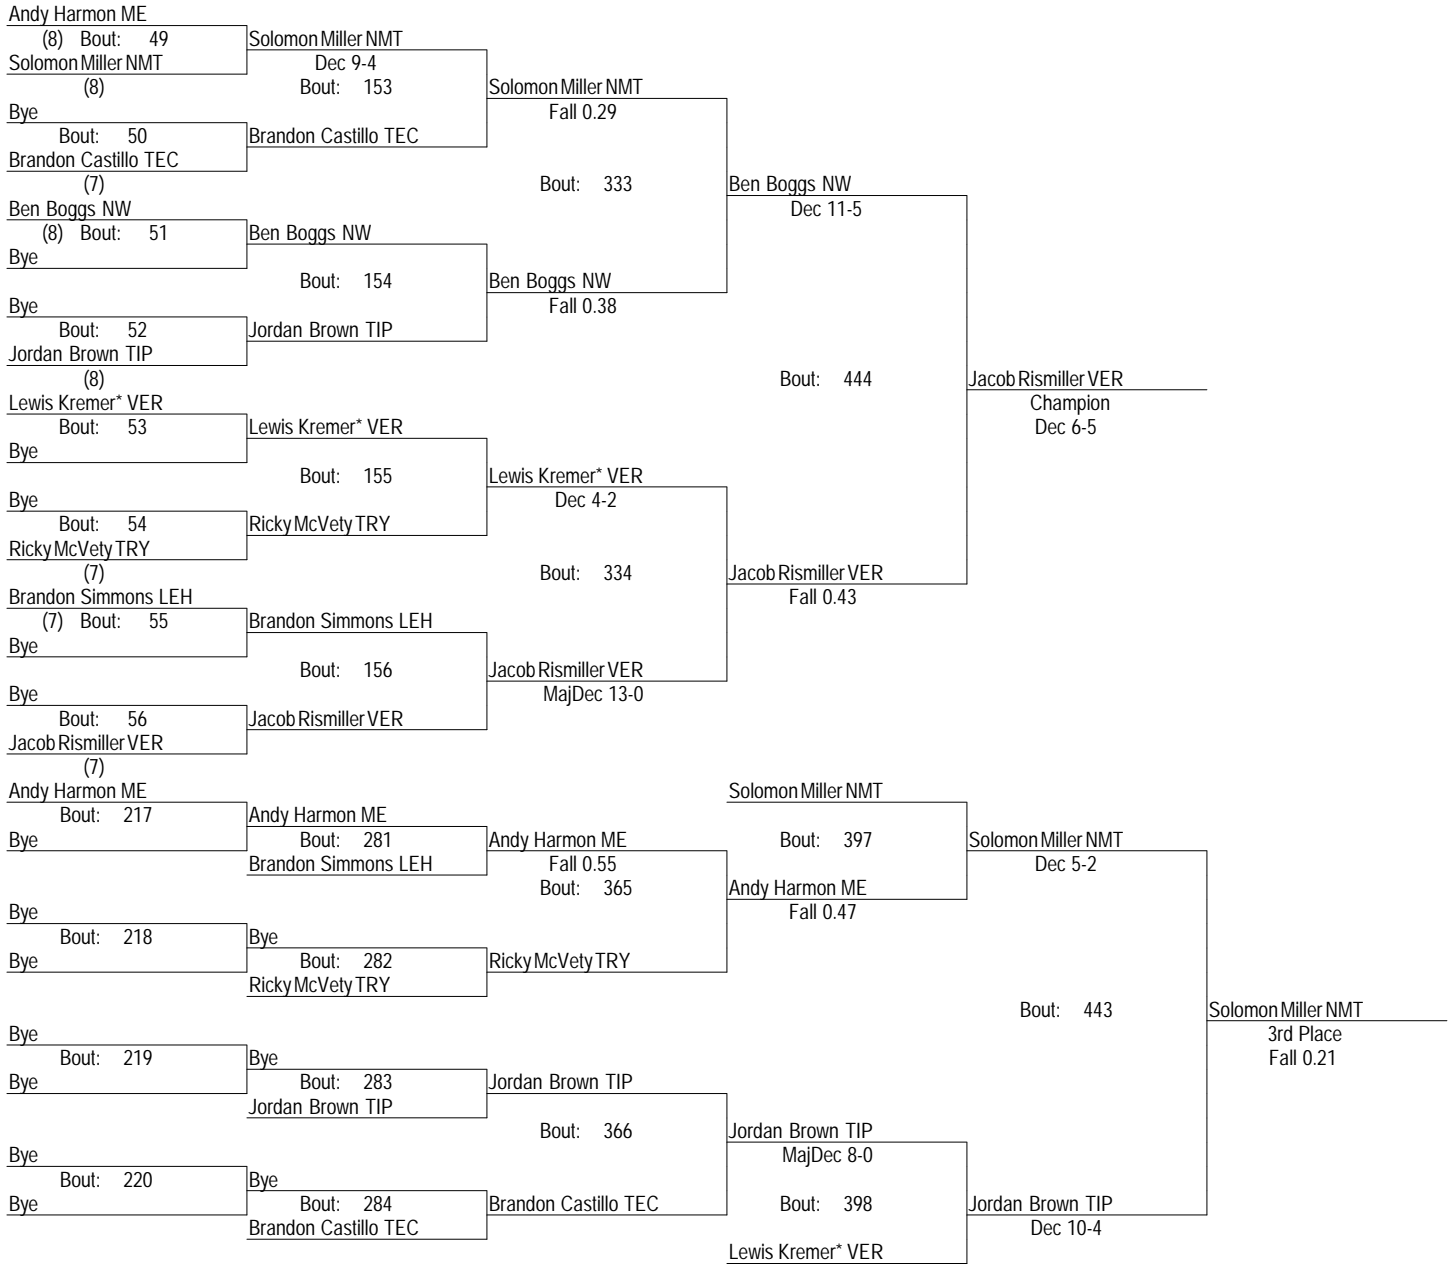 Andy Harmon ME
(8) Bout: 49 Solomon Miller NMT
Solomon Miller NMT Dec 9-4
(8) Bout: 153 Solomon Miller NMT
Bye Fall 0.29
Bout: 50 Brandon Castillo TEC
Brandon Castillo TEC
(7) Bout: 333 Ben Boggs NW
Ben Boggs NW Dec 11-5
(8) Bout: 51 Ben Boggs NW
Bye
Bout: 154 Ben Boggs NW
Bye Fall 0.38
Bout: 52 Jordan Brown TIP
Jordan Brown TIP
(8) Bout: 444 Jacob Rismiller VER
Lewis Kremer* VER Champion
Bout: 53 Lewis Kremer* VER Dec 6-5
Bye
Bout: 155 Lewis Kremer* VER
Bye Dec 4-2
Bout: 54 Ricky McVety TRY
Ricky McVety TRY
(7) Bout: 334 Jacob Rismiller VER
Brandon Simmons LEH Fall 0.43
(7) Bout: 55 Brandon Simmons LEH
Bye
Bout: 156 Jacob Rismiller VER
Bye MajDec 13-0
Bout: 56 Jacob Rismiller VER
Jacob Rismiller VER
(7)
Andy Harmon ME Solomon Miller NMT
Bout: 217 Andy Harmon ME
Bye Bout: 281 Andy Harmon ME Bout: 397 Solomon Miller NMT
Brandon Simmons LEH Fall 0.55 Dec 5-2
Bout: 365 Andy Harmon ME
Bye Fall 0.47
Bout: 218 Bye
Bye Bout: 282 Ricky McVety TRY
Ricky McVety TRY
Bout: 443 Solomon Miller NMT
Bye 3rd Place
Bout: 219 Bye Fall 0.21
Bye Bout: 283 Jordan Brown TIP
Jordan Brown TIP
Bout: 366 Jordan Brown TIP
Bye MajDec 8-0
Bout: 220 Bye
Bye Bout: 284 Brandon Castillo TEC Bout: 398 Jordan Brown TIP
Brandon Castillo TEC Dec 10-4
Lewis Kremer* VER